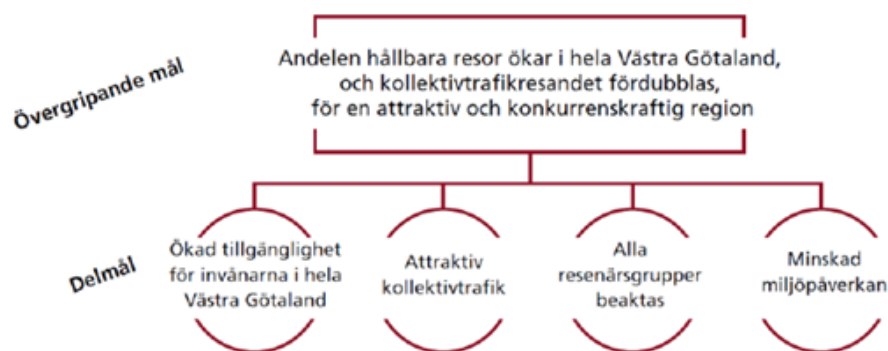 Övergripande mål
Andelen hållbara resor ökar i hela Västra Götaland,
och kollektivtrafikresandet fördubblas,
för en attraktiv och konkurrenskraftig region
Delmål
Ökad tillgänglighet
för invånarna i hela
Västra Götaland
Attraktiv
kollektivtrafik
Alla
resenärsgrupper
beaktas
Minskad
miljöpåverkan